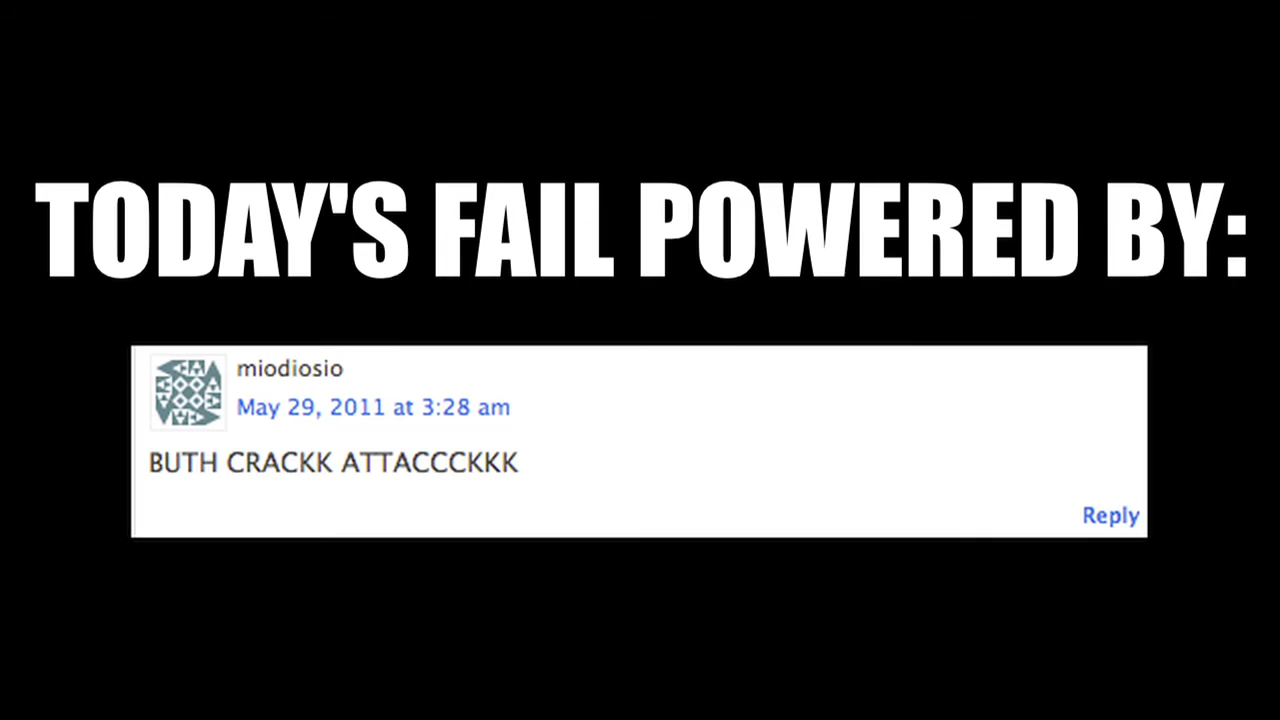 TODAY'S FAIL POWERED BY:
miodiosio
May 29, 2011 at 3:28 am
BUTH CRACKK ATTACCCKKK
Reply